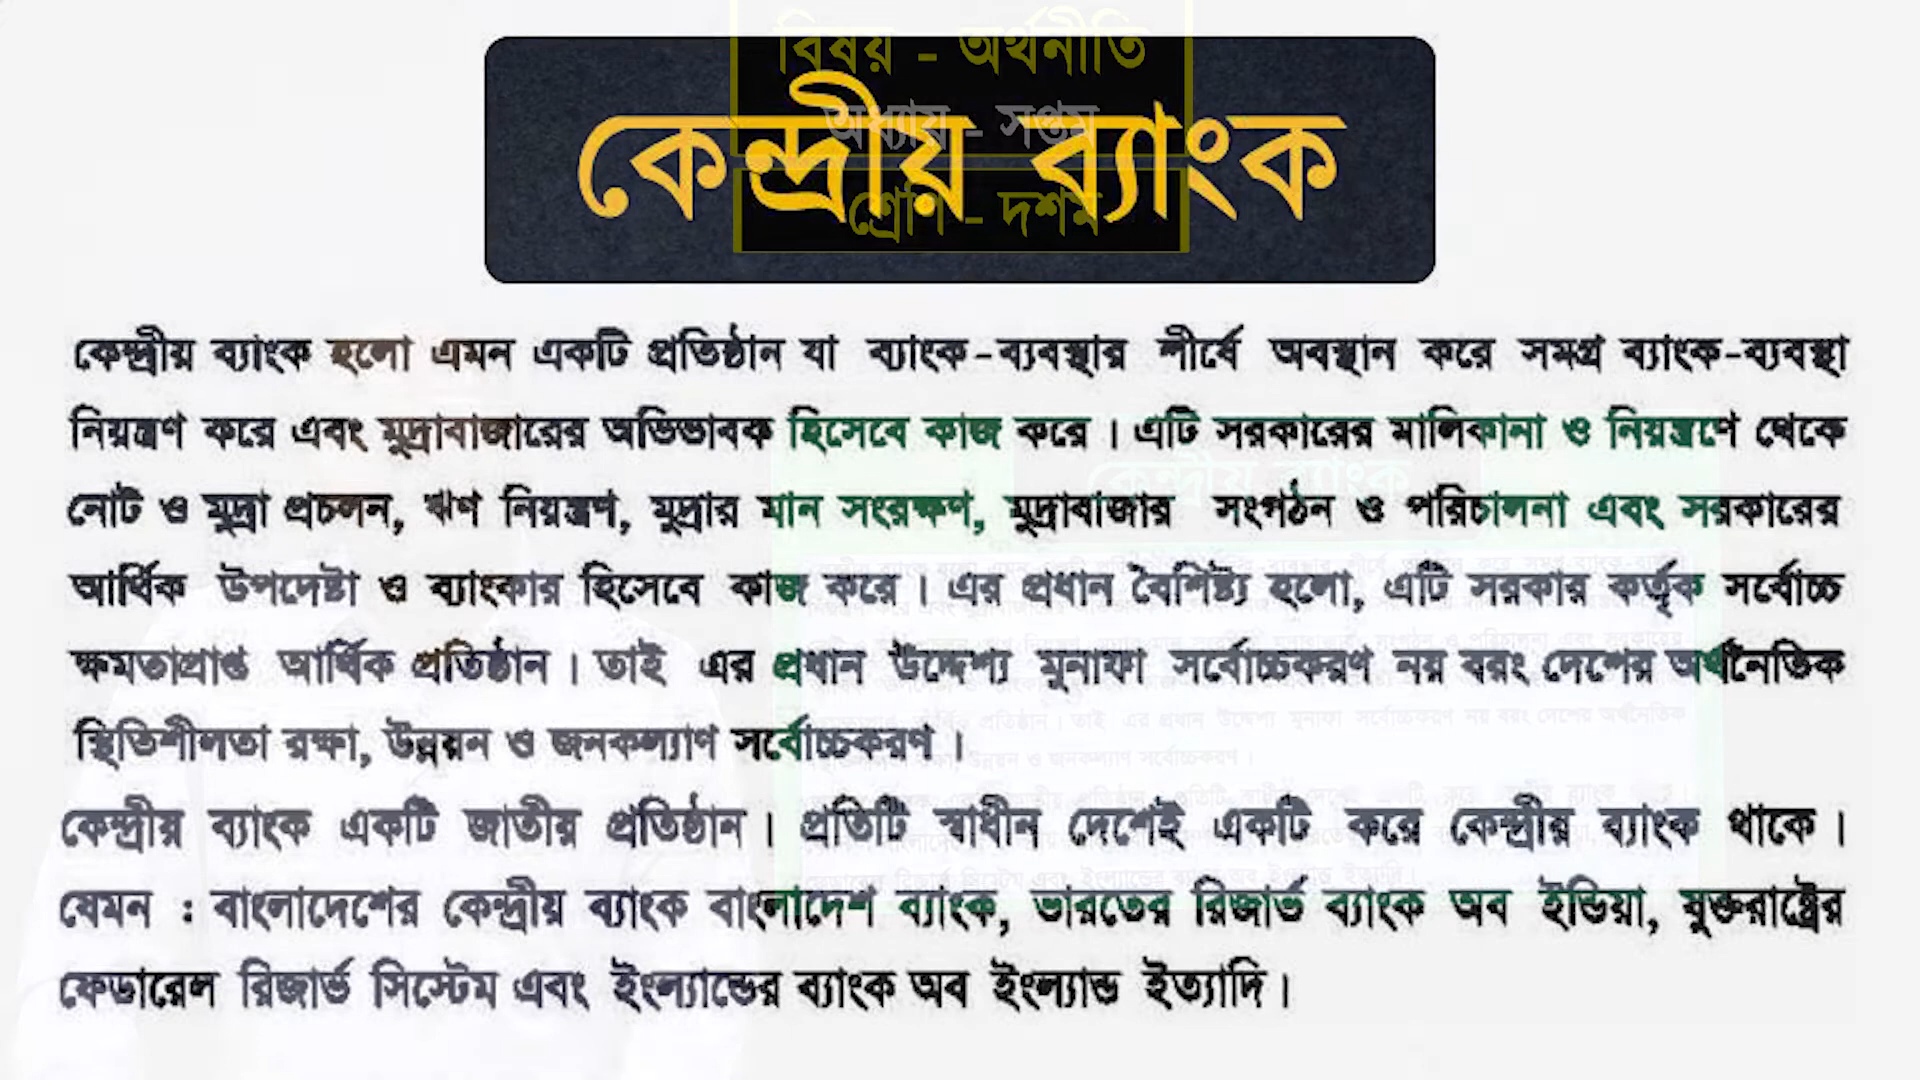 বিষয় - অর্থনীতি
অধ্যায় - সপ্তম
শ্রেণি - দশম
কেন্দ্রীয় ব্যাংক
কেন্দ্রীয় ব্যাংক হলো এমন একটি প্রতিষ্ঠান যা ব্যাংক-ব্যবস্থার শীর্ষে অবস্থান করে সমগ্র ব্যাংক-ব্যবস্থা
নিয়ন্ত্রণ করে এবং মুদ্রাবাজারের অভিভাবক হিসেবে কাজ করে। এটি সরকারের মালিকানা ও নিয়ন্ত্রণে থেকে
নোট ও মুদ্রা প্রচলন, ঋণ নিয়ন্ত্রণ, মুদ্রার মান সংরক্ষণ, মুদ্রাবাজার সংগঠন ও পরিচালনা এবং সরকারের
আর্থিক উপদেষ্টা ও ব্যাংকার হিসেবে কাজ করে। এর প্রধান বৈশিষ্ট্য হলো, এটি সরকার কর্তৃক সর্বোচ্চ
ক্ষমতাপ্রাপ্ত আর্থিক প্রতিষ্ঠান। তাই এর প্রধান উদ্দেশ্য মুনাফা সর্বোচ্চকরণ নয় বরং দেশের অর্থনৈতিক
স্থিতিশীলতা রক্ষা, উন্নয়ন ও জনকল্যাণ সর্বোচ্চকরণ।
কেন্দ্রীয় ব্যাংক একটি জাতীয় প্রতিষ্ঠান। প্রতিটি স্বাধীন দেশেই একটি করে কেন্দ্রীয় ব্যাংক থাকে।
যেমন : বাংলাদেশের কেন্দ্রীয় ব্যাংক বাংলাদেশ ব্যাংক, ভারতের রিজার্ভ ব্যাংক অব ইন্ডিয়া, যুক্তরাষ্ট্রের
ফেডারেল রিজার্ভ সিস্টেম এবং ইংল্যান্ডের ব্যাংক অব ইংল্যান্ড ইত্যাদি।